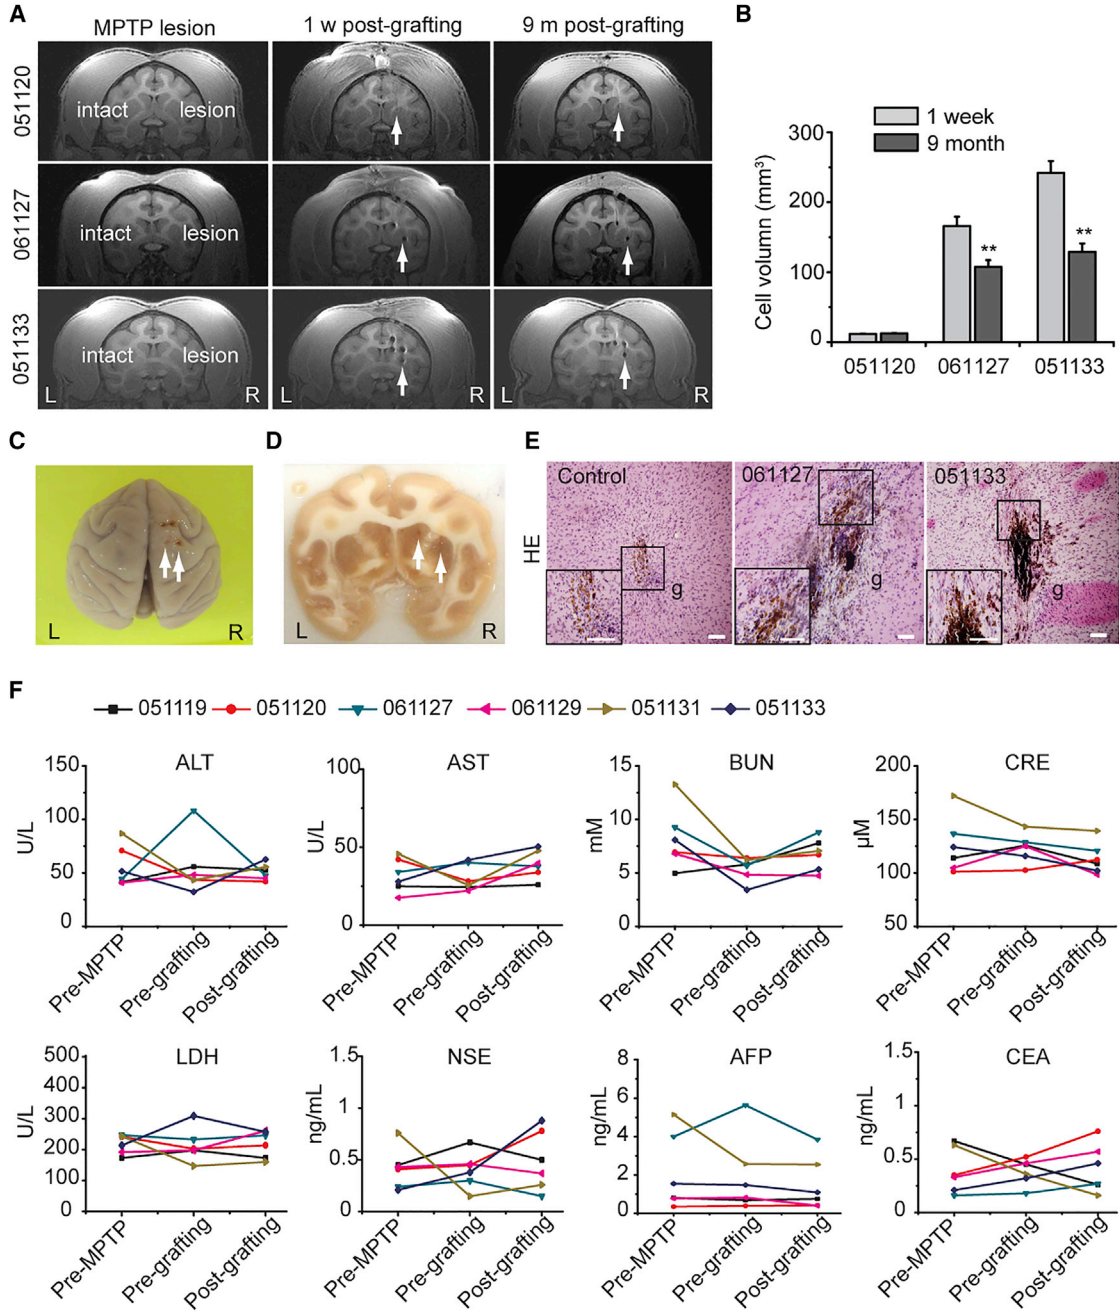 A
MPTP lesion 1 w post-grafting 9 m post-grafting
051120
intact lesion
061127
intact lesion
051133
intact lesion
L R
B
1 week
9 month
Cell volumn (mm³)
300
200
100
0
**
**
051120 061127 051133
C
L R
D
L R
E
HE
Control
g
061127
g
051133
g
F
051119 051120 061127 061129 051131 051133
ALT
U/L
150
100
50
0
Pre-MPTP
Pre-grafting
Post-grafting
AST
U/L
100
50
0
Pre-MPTP
Pre-grafting
Post-grafting
BUN
mM
15
10
5
0
Pre-MPTP
Pre-grafting
Post-grafting
CRE
µM
200
150
100
50
Pre-MPTP
Pre-grafting
Post-grafting
LDH
U/L
500
400
300
200
100
0
Pre-MPTP
Pre-grafting
Post-grafting
NSE
ng/mL
1.5
1
0.5
0
Pre-MPTP
Pre-grafting
Post-grafting
AFP
ng/mL
8
6
4
2
0
Pre-MPTP
Pre-grafting
Post-grafting
CEA
ng/mL
1.5
1
0.5
0
Pre-MPTP
Pre-grafting
Post-grafting